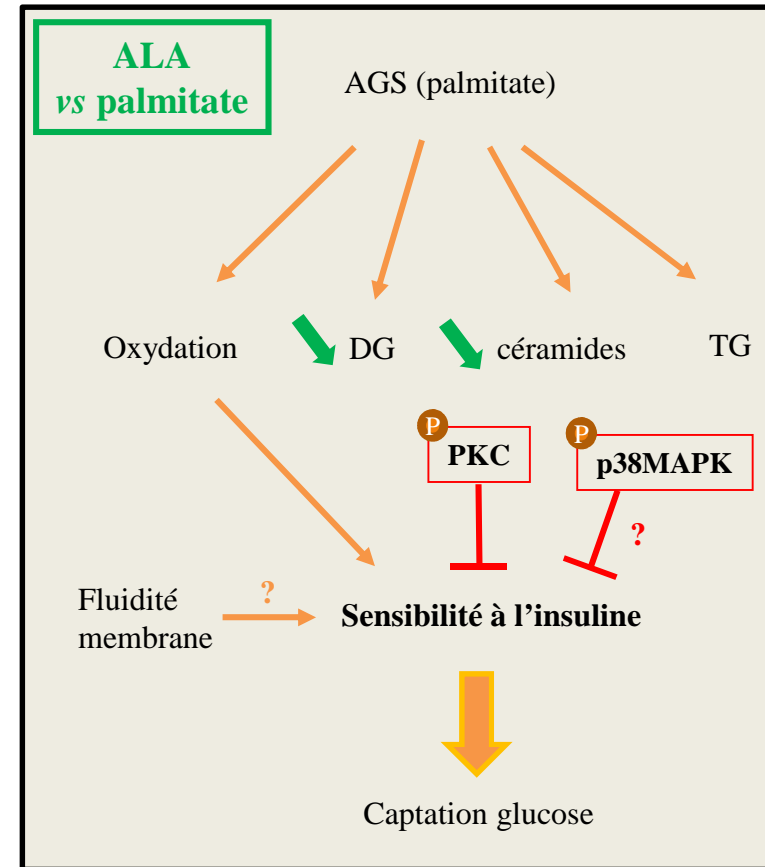 ALA
vs palmitate
AGS (palmitate)
Oxydation
DG
céramides
TG
P
PKC
P
p38MAPK
?
Fluidité
membrane
?
Sensibilité à l’insuline
Captation glucose